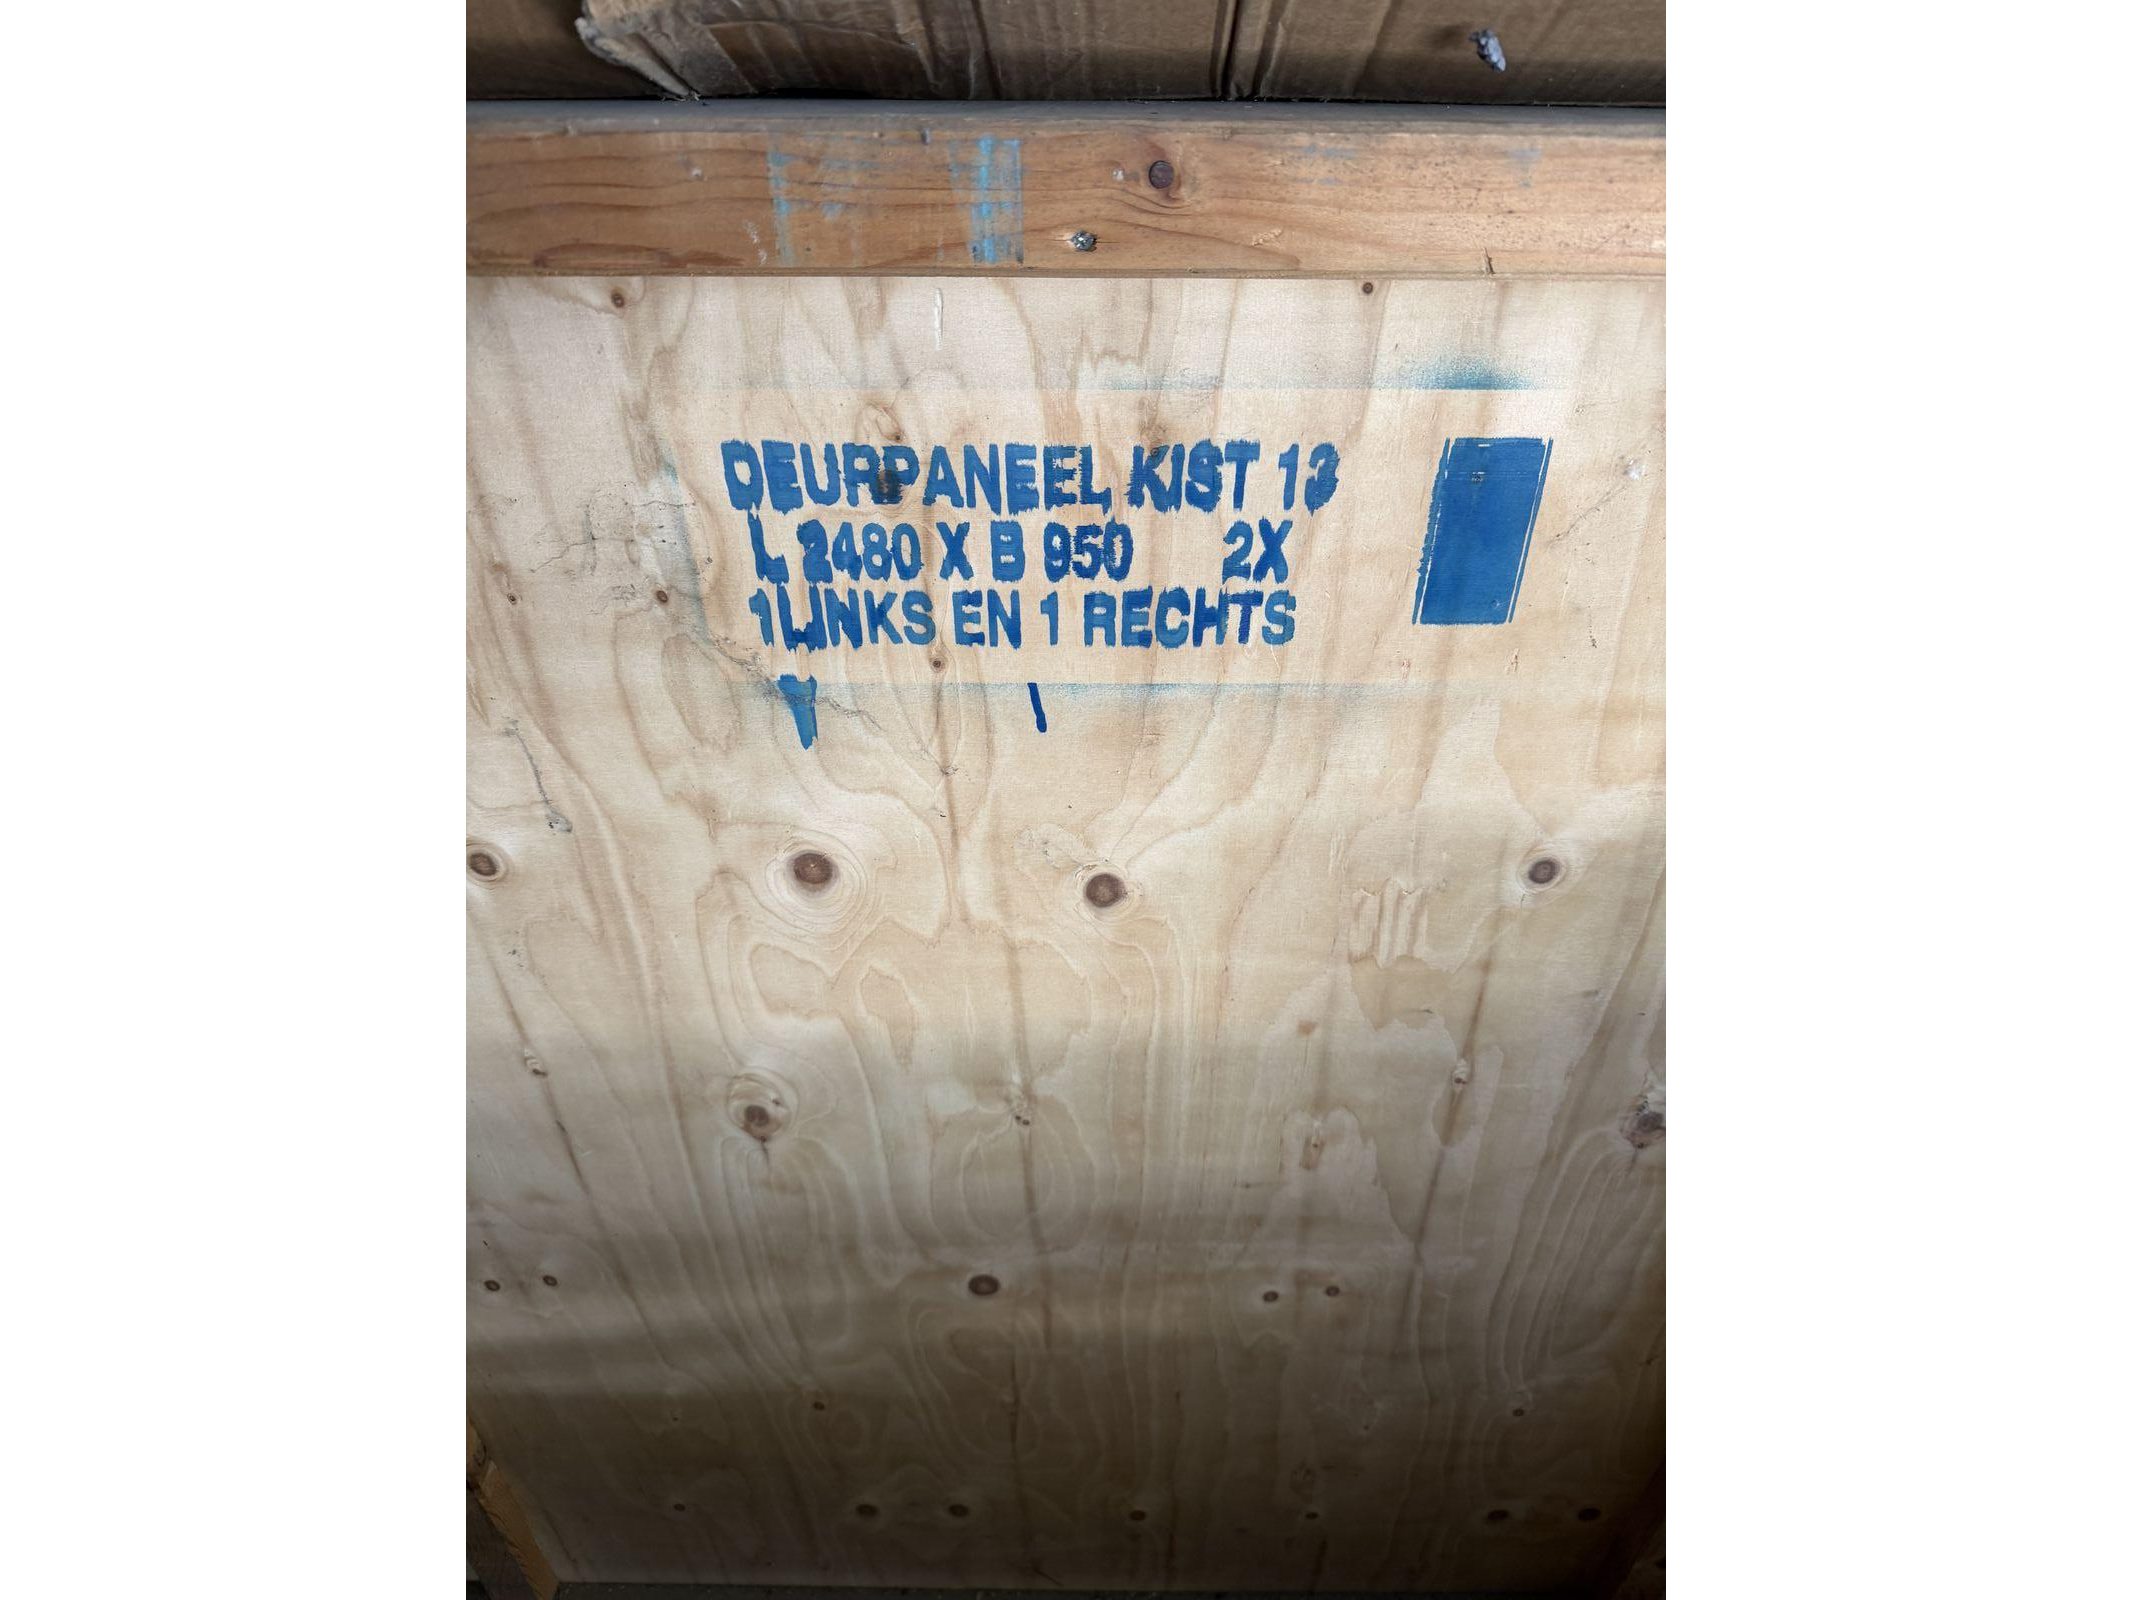 DEURPANEEL KIST 13
L 2480 X B 950 2X
1 LINKS EN 1 RECHTS